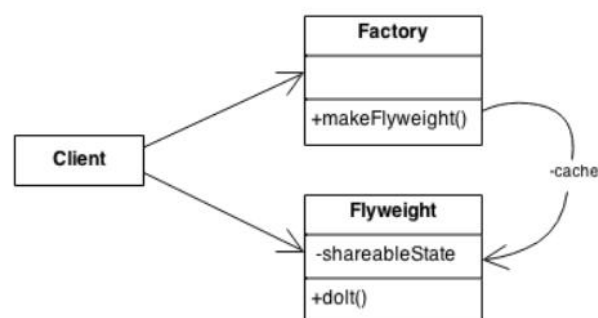 Factory
+makeFlyweight()
Client
-cache
Flyweight
-shareableState
+doIt()